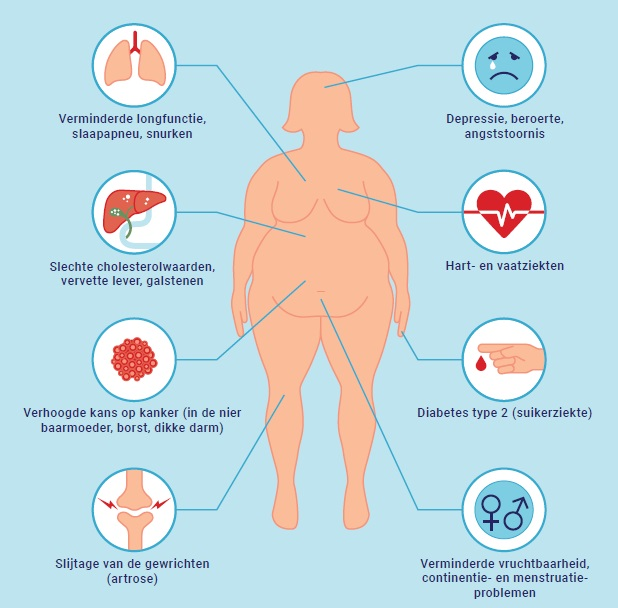 Verminderde longfunctie,
slaapapneu, snurken
Depressie, beroerte,
angststoornis
Slechte cholesterolwaarden,
vervette lever, galstenen
Hart- en vaatziekten
Verhoogde kans op kanker (in de nier
baarmoeder, borst, dikke darm)
Diabetes type 2 (suikerziekte)
Slijtage van de gewrichten
(artrose)
Verminderde vruchtbaarheid,
continentie- en menstruatie-
problemen